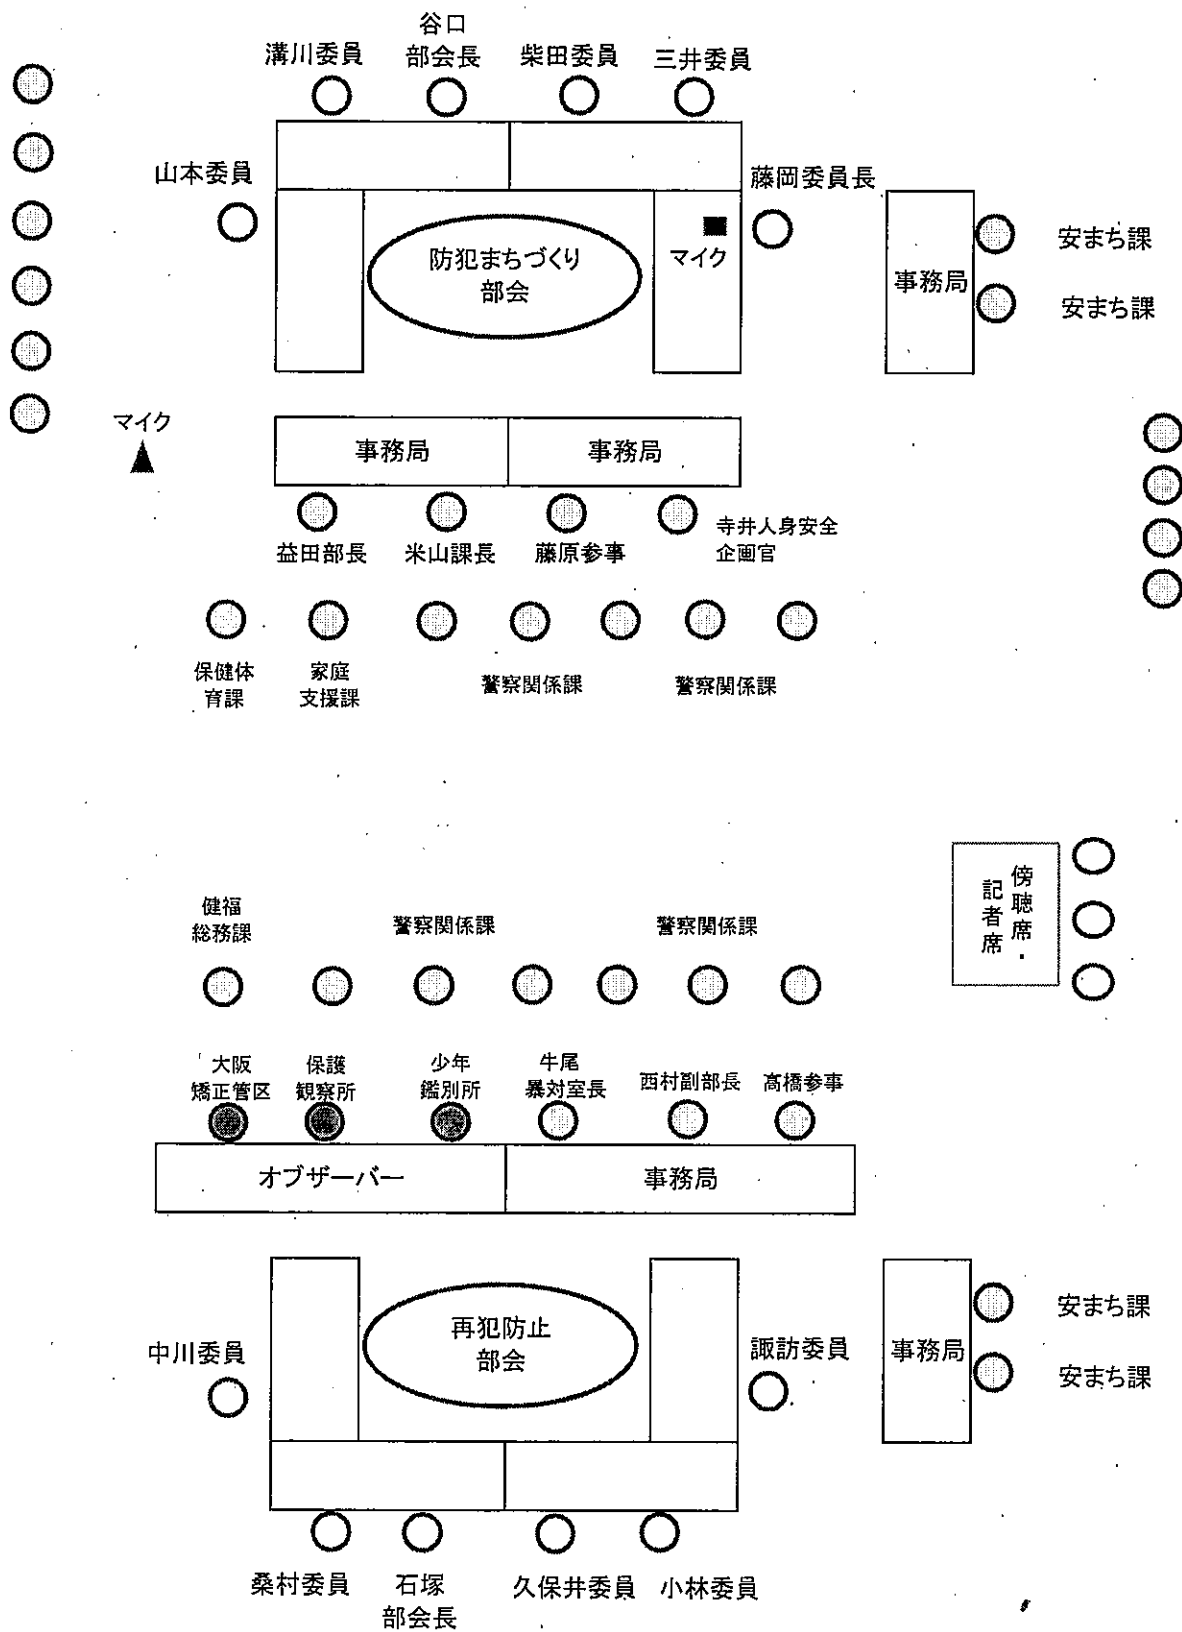 谷口
部会長
溝川委員
柴田委員
三井委員
山本委員
藤岡委員長
防犯まちづくり
部会
マイク
事務局
安まち課
安まち課
マイク
事務局
事務局
益田部長
米山課長
藤原参事
寺井人身安全
企画官
保健体
育課
家庭
支援課
警察関係課
警察関係課
傍聴席・
記者席
健福
総務課
警察関係課
警察関係課
大阪
矯正管区
保護
観察所
少年
鑑別所
牛尾
暴対室長
西村副部長
高橋参事
オブザーバー
事務局
再犯防止
部会
中川委員
諏訪委員
事務局
安まち課
安まち課
桑村委員
石塚
部会長
久保井委員
小林委員